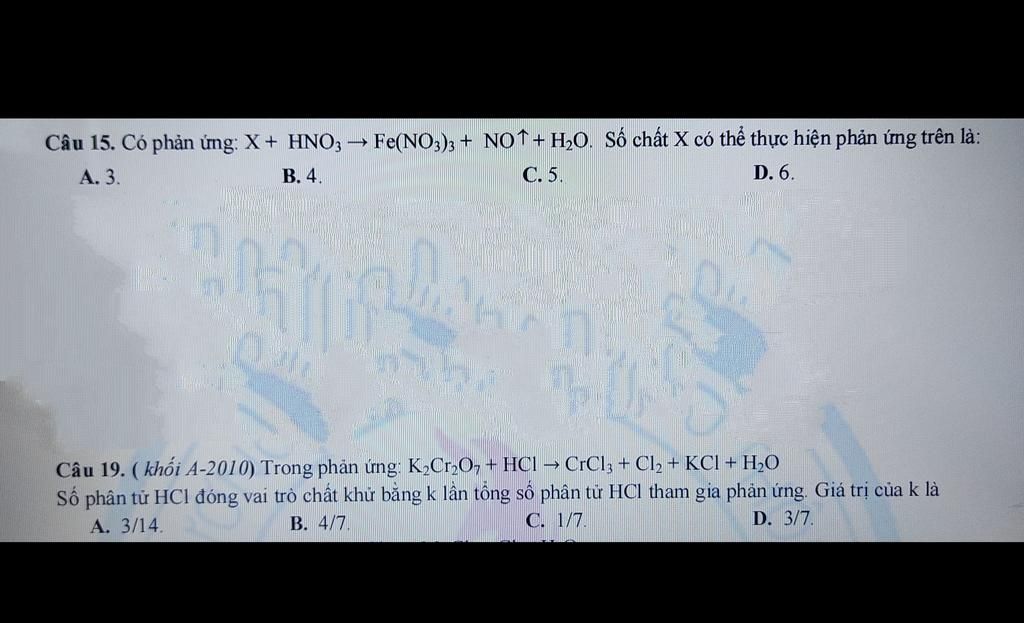 Câu 15. Có phản ứng: X + HNO₃ → Fe(NO₃)₃ + NO↑ + H₂O. Số chất X có thể thực hiện phản ứng trên là:
A. 3. B. 4. C. 5. D. 6.
Câu 19. ( khối A-2010) Trong phản ứng: K₂Cr₂O₇ + HCl → CrCl₃ + Cl₂ + KCl + H₂O
Số phân tử HCl đóng vai trò chất khử bằng k lần tổng số phân tử HCl tham gia phản ứng. Giá trị của k là
A. 3/14. B. 4/7. C. 1/7. D. 3/7.